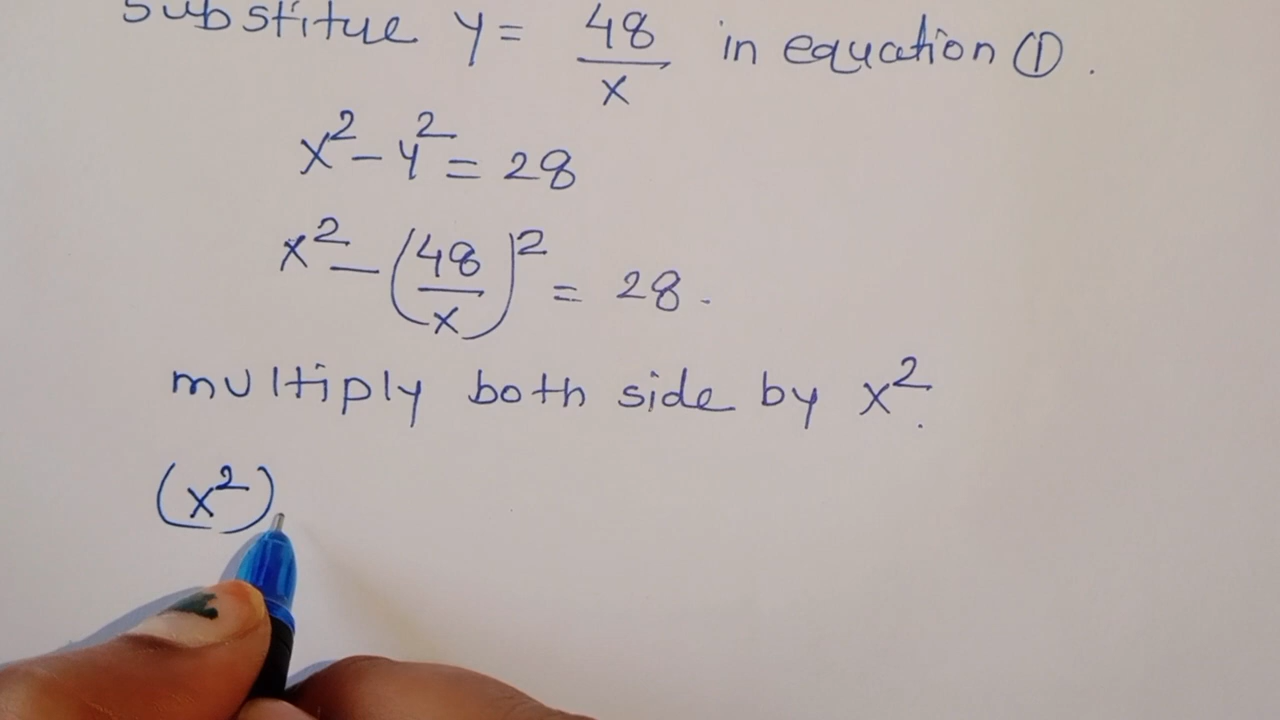 substitue y = 48/x in equation ①.
x² - y² = 28
x² - (48/x)² = 28.
multiply both side by x².
(x²)